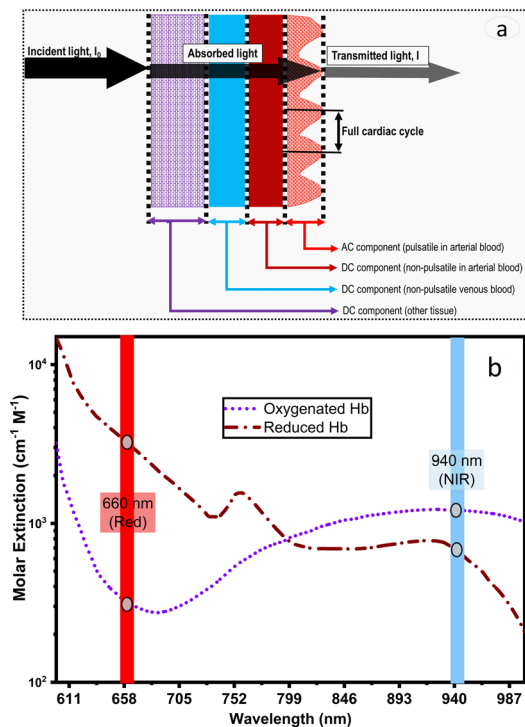 a
Incident light, I₀
Absorbed light
Transmitted light, I
Full cardiac cycle
AC component (pulsatile in arterial blood)
DC component (non-pulsatile in arterial blood)
DC component (non-pulsatile venous blood)
DC component (other tissue)
b
10⁴
10³
10²
Molar Extinction (cm⁻¹ M⁻¹)
Oxygenated Hb
Reduced Hb
660 nm
(Red)
940 nm
(NIR)
611 658 705 752 799 846 893 940 987
Wavelength (nm)